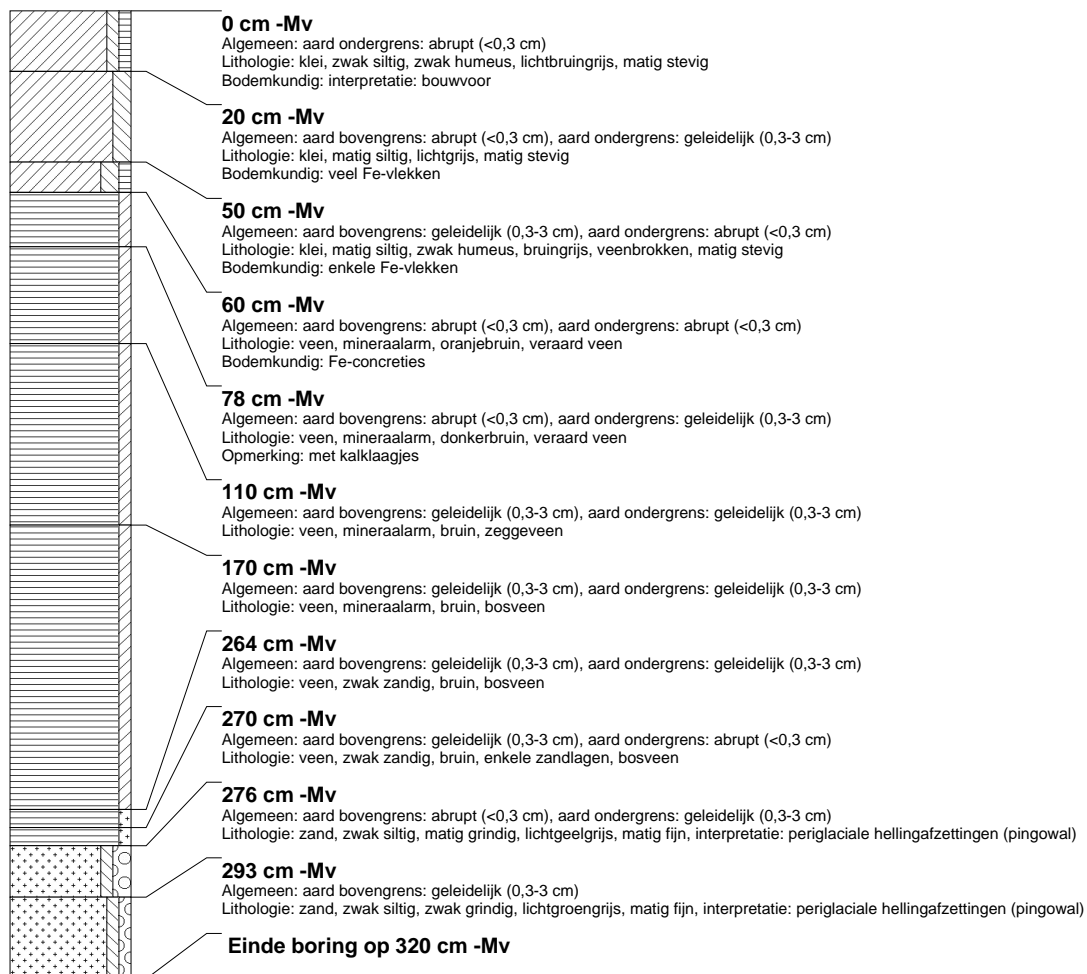 0 cm -Mv
Algemeen: aard ondergrens: abrupt (<0,3 cm)
Lithologie: klei, zwak siltig, zwak humeus, lichtbruingrijs, matig stevig
Bodemkundig: interpretatie: bouwvoor
20 cm -Mv
Algemeen: aard bovengrens: abrupt (<0,3 cm), aard ondergrens: geleidelijk (0,3-3 cm)
Lithologie: klei, matig siltig, lichtgrijs, matig stevig
Bodemkundig: veel Fe-vlekken
50 cm -Mv
Algemeen: aard bovengrens: geleidelijk (0,3-3 cm), aard ondergrens: abrupt (<0,3 cm)
Lithologie: klei, matig siltig, zwak humeus, bruingrijs, veenbrokken, matig stevig
Bodemkundig: enkele Fe-vlekken
60 cm -Mv
Algemeen: aard bovengrens: abrupt (<0,3 cm), aard ondergrens: abrupt (<0,3 cm)
Lithologie: veen, mineraalarm, oranjebruin, veraard veen
Bodemkundig: Fe-concreties
78 cm -Mv
Algemeen: aard bovengrens: abrupt (<0,3 cm), aard ondergrens: geleidelijk (0,3-3 cm)
Lithologie: veen, mineraalarm, donkerbruin, veraard veen
Opmerking: met kalklaagjes
110 cm -Mv
Algemeen: aard bovengrens: geleidelijk (0,3-3 cm), aard ondergrens: geleidelijk (0,3-3 cm)
Lithologie: veen, mineraalarm, bruin, zeggeveen
170 cm -Mv
Algemeen: aard bovengrens: geleidelijk (0,3-3 cm), aard ondergrens: geleidelijk (0,3-3 cm)
Lithologie: veen, mineraalarm, bruin, bosveen
264 cm -Mv
Algemeen: aard bovengrens: geleidelijk (0,3-3 cm), aard ondergrens: geleidelijk (0,3-3 cm)
Lithologie: veen, zwak zandig, bruin, bosveen
270 cm -Mv
Algemeen: aard bovengrens: geleidelijk (0,3-3 cm), aard ondergrens: abrupt (<0,3 cm)
Lithologie: veen, zwak zandig, bruin, enkele zandlagen, bosveen
276 cm -Mv
Algemeen: aard bovengrens: abrupt (<0,3 cm), aard ondergrens: geleidelijk (0,3-3 cm)
Lithologie: zand, zwak siltig, matig grindig, lichtgeelgrijs, matig fijn, interpretatie: periglaciale hellingafzettingen (pingowal)
293 cm -Mv
Algemeen: aard bovengrens: geleidelijk (0,3-3 cm)
Lithologie: zand, zwak siltig, zwak grindig, lichtgroengrijs, matig fijn, interpretatie: periglaciale hellingafzettingen (pingowal)
Einde boring op 320 cm -Mv